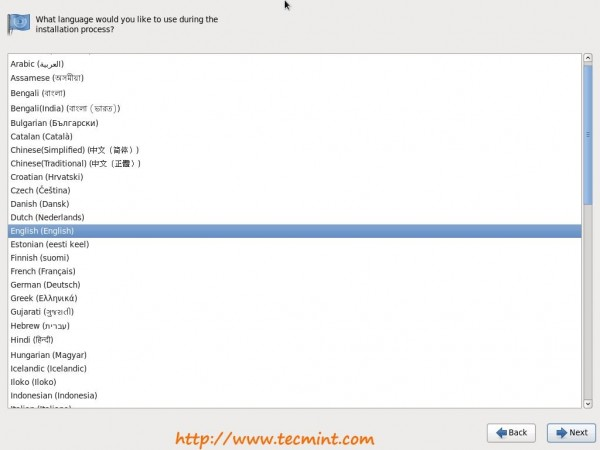 What language would you like to use during the
installation process?
Arabic (العربية)
Assamese (অসমীয়া)
Bengali (বাংলা)
Bengali(India) (বাংলা (ভারত))
Bulgarian (Български)
Catalan (Català)
Chinese(Simplified) (中文（简体）)
Chinese(Traditional) (中文（正體）)
Croatian (Hrvatski)
Czech (Čeština)
Danish (Dansk)
Dutch (Nederlands)
English (English)
Estonian (eesti keel)
Finnish (suomi)
French (Français)
German (Deutsch)
Greek (Ελληνικά)
Gujarati (ગુજરાતી)
Hebrew (עברית)
Hindi (हिन्दी)
Hungarian (Magyar)
Icelandic (Icelandic)
Iloko (Iloko)
Indonesian (Indonesia)
Italian (Italiano)
Back
Next
http://www.tecmint.com